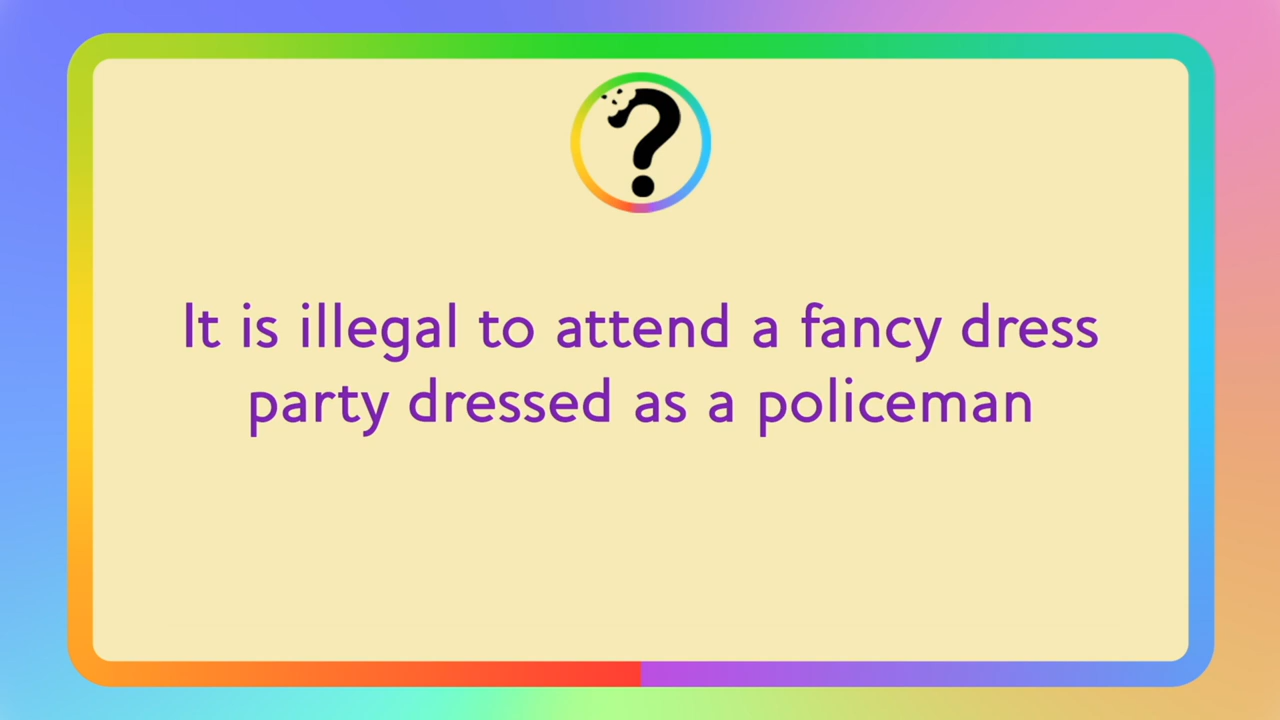 It is illegal to attend a fancy dress
party dressed as a policeman